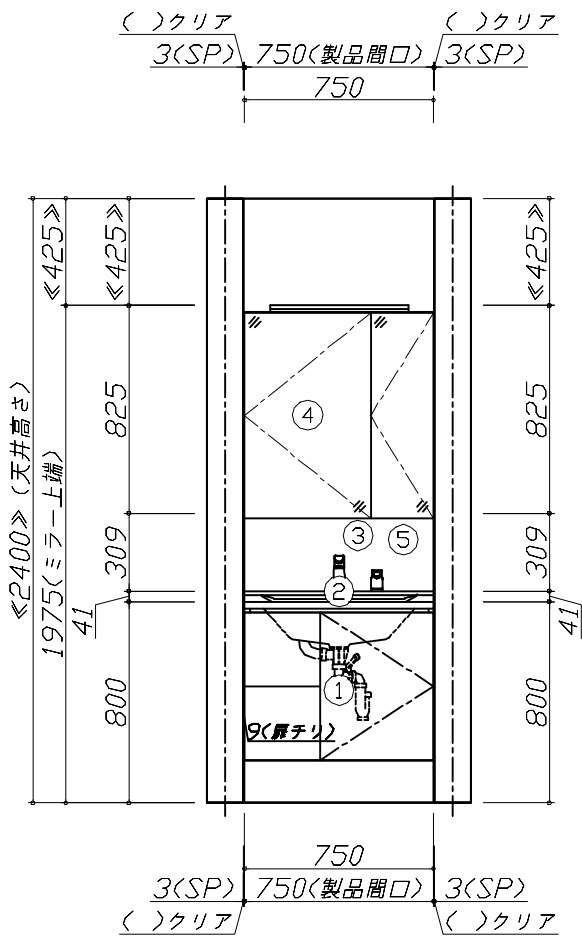 ( )クリア ( )クリア
3(SP) 750(製品間口) 3(SP)
750
≪2400≫(天井高さ)
1975(ミラー上端)
≪425≫ ≪425≫ ≪425≫
825 825
309 309
41 41
800 800
④
③ ⑤
②
①
9(扉チリ)
750
3(SP) 750(製品間口) 3(SP)
( )クリア ( )クリア